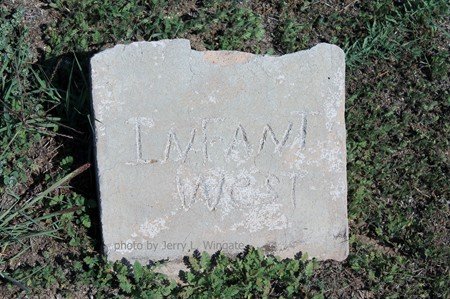 INFANT
West
photo by Jerry L. Wingate